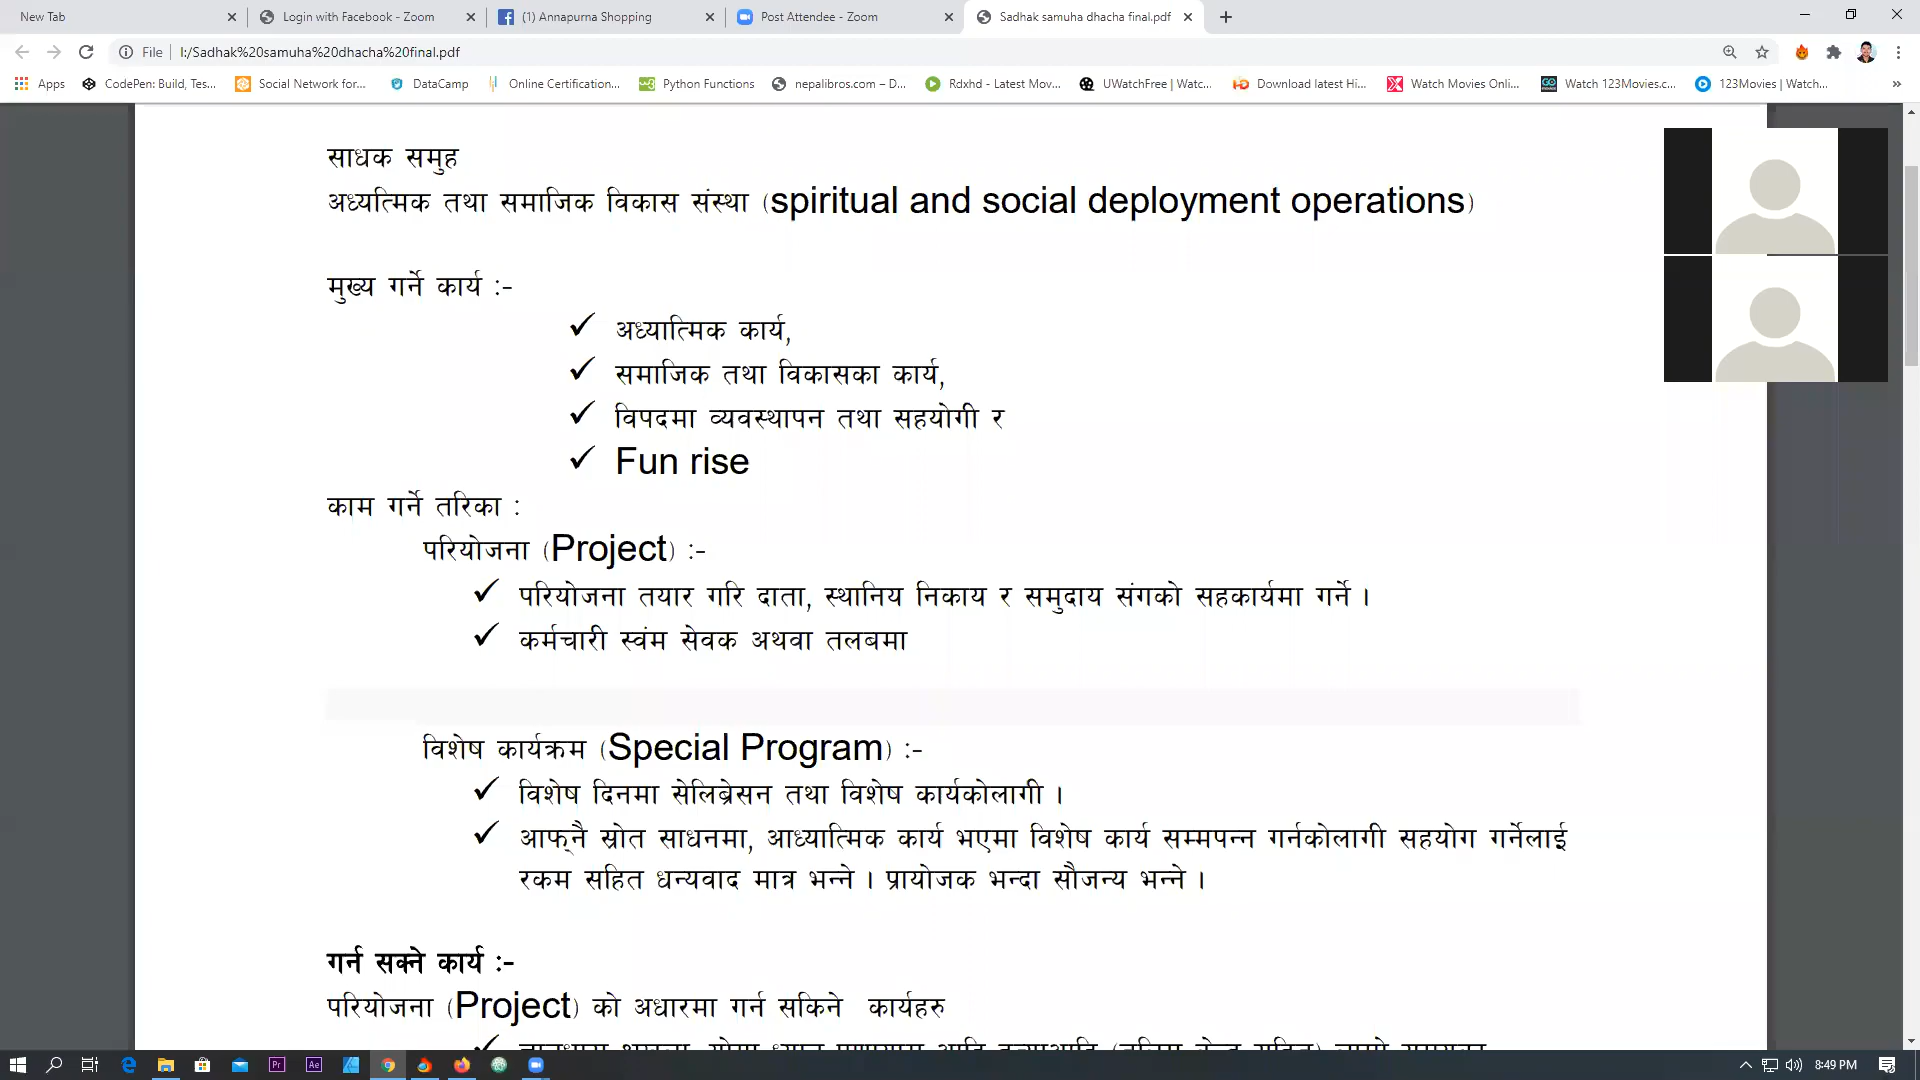 New Tab
Login with Facebook - Zoom
(1) Annapurna Shopping
Post Attendee - Zoom
Sadhak samuha dhacha final.pdf
File
I:/Sadhak%20samuha%20dhacha%20final.pdf
Apps
CodePen: Build, Tes...
Social Network for...
DataCamp
Online Certification...
Python Functions
nepalibros.com – D...
Rdxhd - Latest Mov...
UWatchFree | Watc...
Download latest Hi...
Watch Movies Onli...
Watch 123Movies.c...
123Movies | Watch...
साधक समुह
अध्यत्मिक तथा समाजिक विकास संस्था (spiritual and social deployment operations)
मुख्य गर्ने कार्य :-
✓ अध्यात्मिक कार्य,
✓ समाजिक तथा विकासका कार्य,
✓ विपदमा व्यवस्थापन तथा सहयोगी र
✓ Fun rise
काम गर्ने तरिका :
परियोजना (Project) :-
✓ परियोजना तयार गरि दाता, स्थानिय निकाय र समुदाय संगको सहकार्यमा गर्ने ।
✓ कर्मचारी स्वंम सेवक अथवा तलबमा
विशेष कार्यक्रम (Special Program) :-
✓ विशेष दिनमा सेलिब्रेसन तथा विशेष कार्यकोलागी ।
✓ आफ्‌नै स्रोत साधनमा, आध्यात्मिक कार्य भएमा विशेष कार्य सम्मपन्न गर्नकोलागी सहयोग गर्नेलाई
रकम सहित धन्यवाद मात्र भन्ने । प्रायोजक भन्दा सौजन्य भन्ने ।
गर्न सक्ने कार्य :-
परियोजना (Project) को अधारमा गर्न सकिने कार्यहरु
8:49 PM